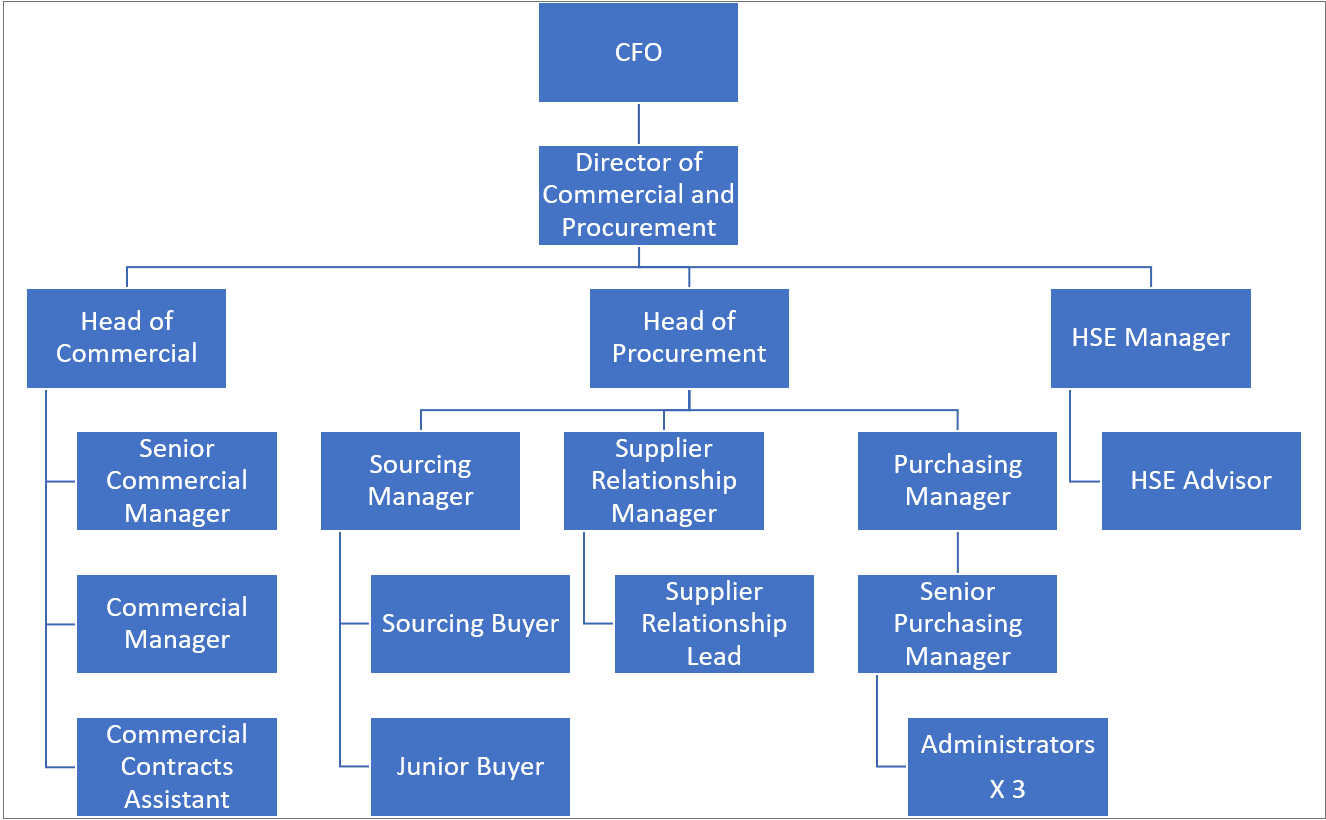 CFO
Director of
Commercial and
Procurement
Head of
Commercial
Head of
Procurement
HSE Manager
Senior
Commercial
Manager
Sourcing
Manager
Supplier
Relationship
Manager
Purchasing
Manager
HSE Advisor
Commercial
Manager
Sourcing Buyer
Supplier
Relationship
Lead
Senior
Purchasing
Manager
Commercial
Contracts
Assistant
Junior Buyer
Administrators
X 3